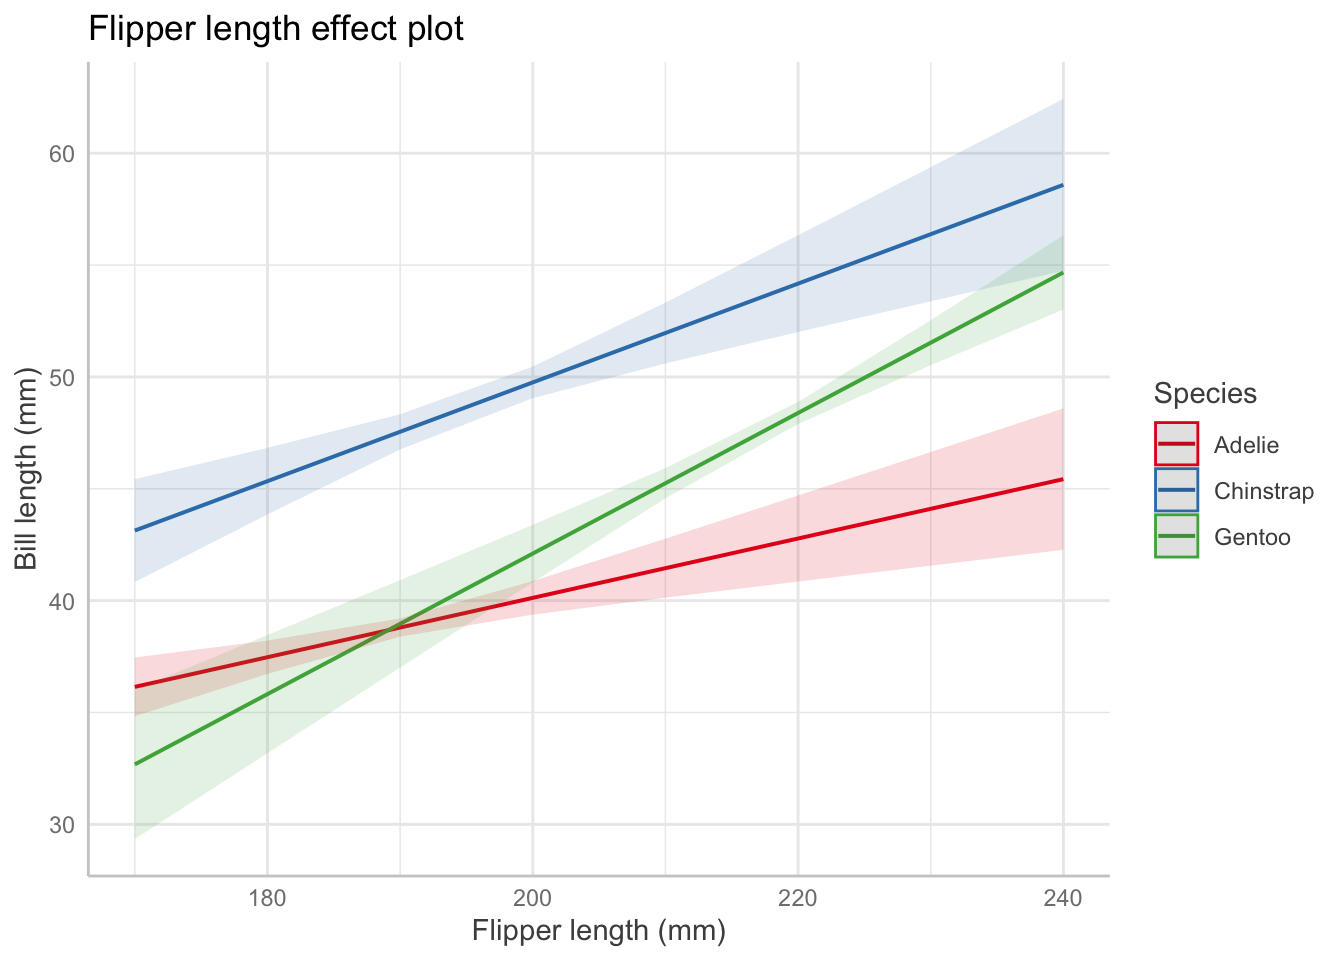 Flipper length effect plot
60
50
40
30
Bill length (mm)
180 200 220 240
Flipper length (mm)
Species
Adelie
Chinstrap
Gentoo